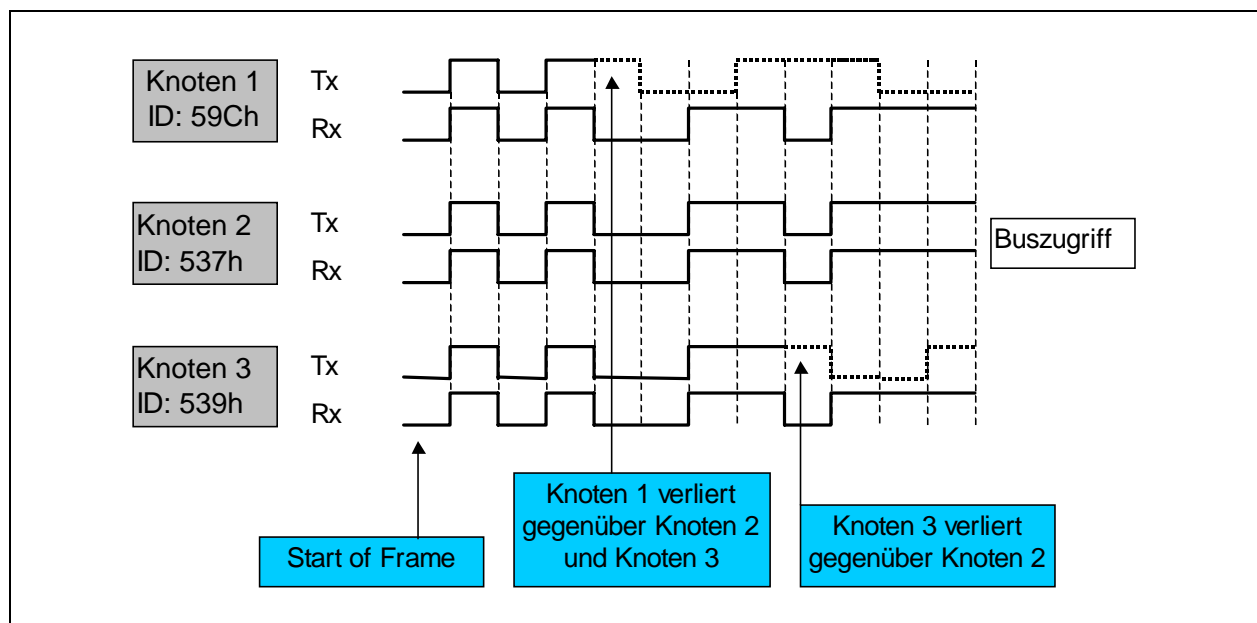 Knoten 1
ID: 59Ch
Tx
Rx
Knoten 2
ID: 537h
Tx
Rx
Buszugriff
Knoten 3
ID: 539h
Tx
Rx
Start of Frame
Knoten 1 verliert
gegenüber Knoten 2
und Knoten 3
Knoten 3 verliert
gegenüber Knoten 2